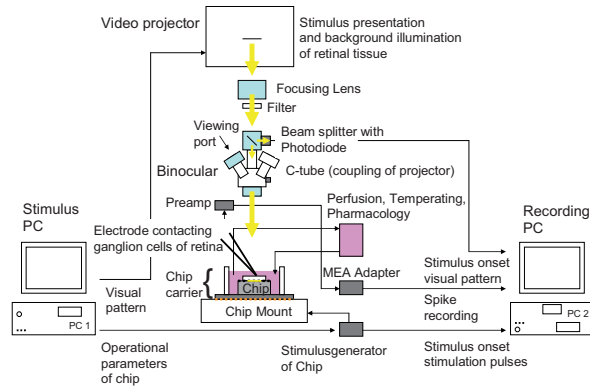 Video projector
Stimulus presentation
and background illumination
of retinal tissue
Focusing Lens
Filter
Viewing
port
Beam splitter with
Photodiode
Binocular
C-tube (coupling of projector)
Stimulus
PC
Preamp
Perfusion, Temperating,
Pharmacology
Recording
PC
Electrode contacting
ganglion cells of retina
Chip
carrier
Chip
MEA Adapter
Stimulus onset
visual pattern
Visual
pattern
Chip Mount
Spike
recording
PC 1
PC 2
Operational
parameters
of chip
Stimulusgenerator
of Chip
Stimulus onset
stimulation pulses